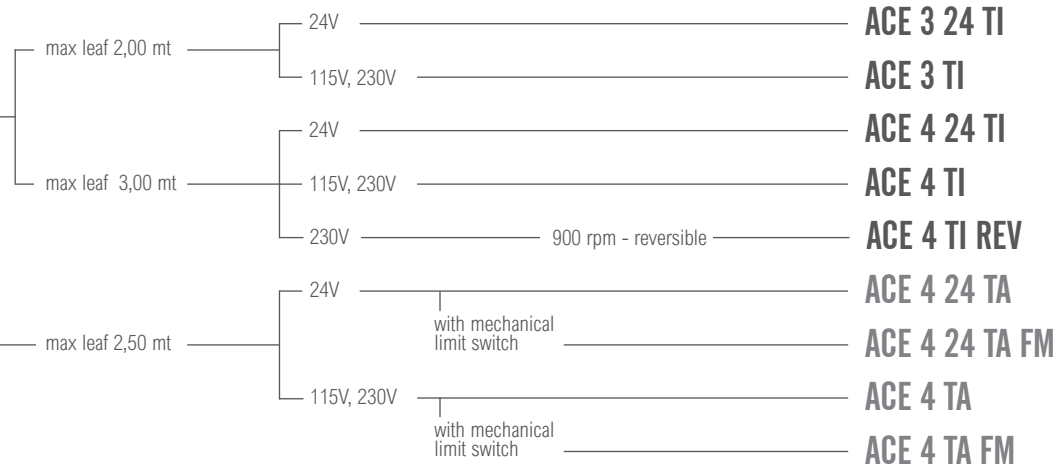 24V
ACE 3 24 TI
max leaf 2,00 mt
115V, 230V
ACE 3 TI
24V
ACE 4 24 TI
max leaf 3,00 mt
115V, 230V
ACE 4 TI
230V
900 rpm - reversible
ACE 4 TI REV
24V
ACE 4 24 TA
with mechanical
limit switch
ACE 4 24 TA FM
max leaf 2,50 mt
115V, 230V
ACE 4 TA
with mechanical
limit switch
ACE 4 TA FM